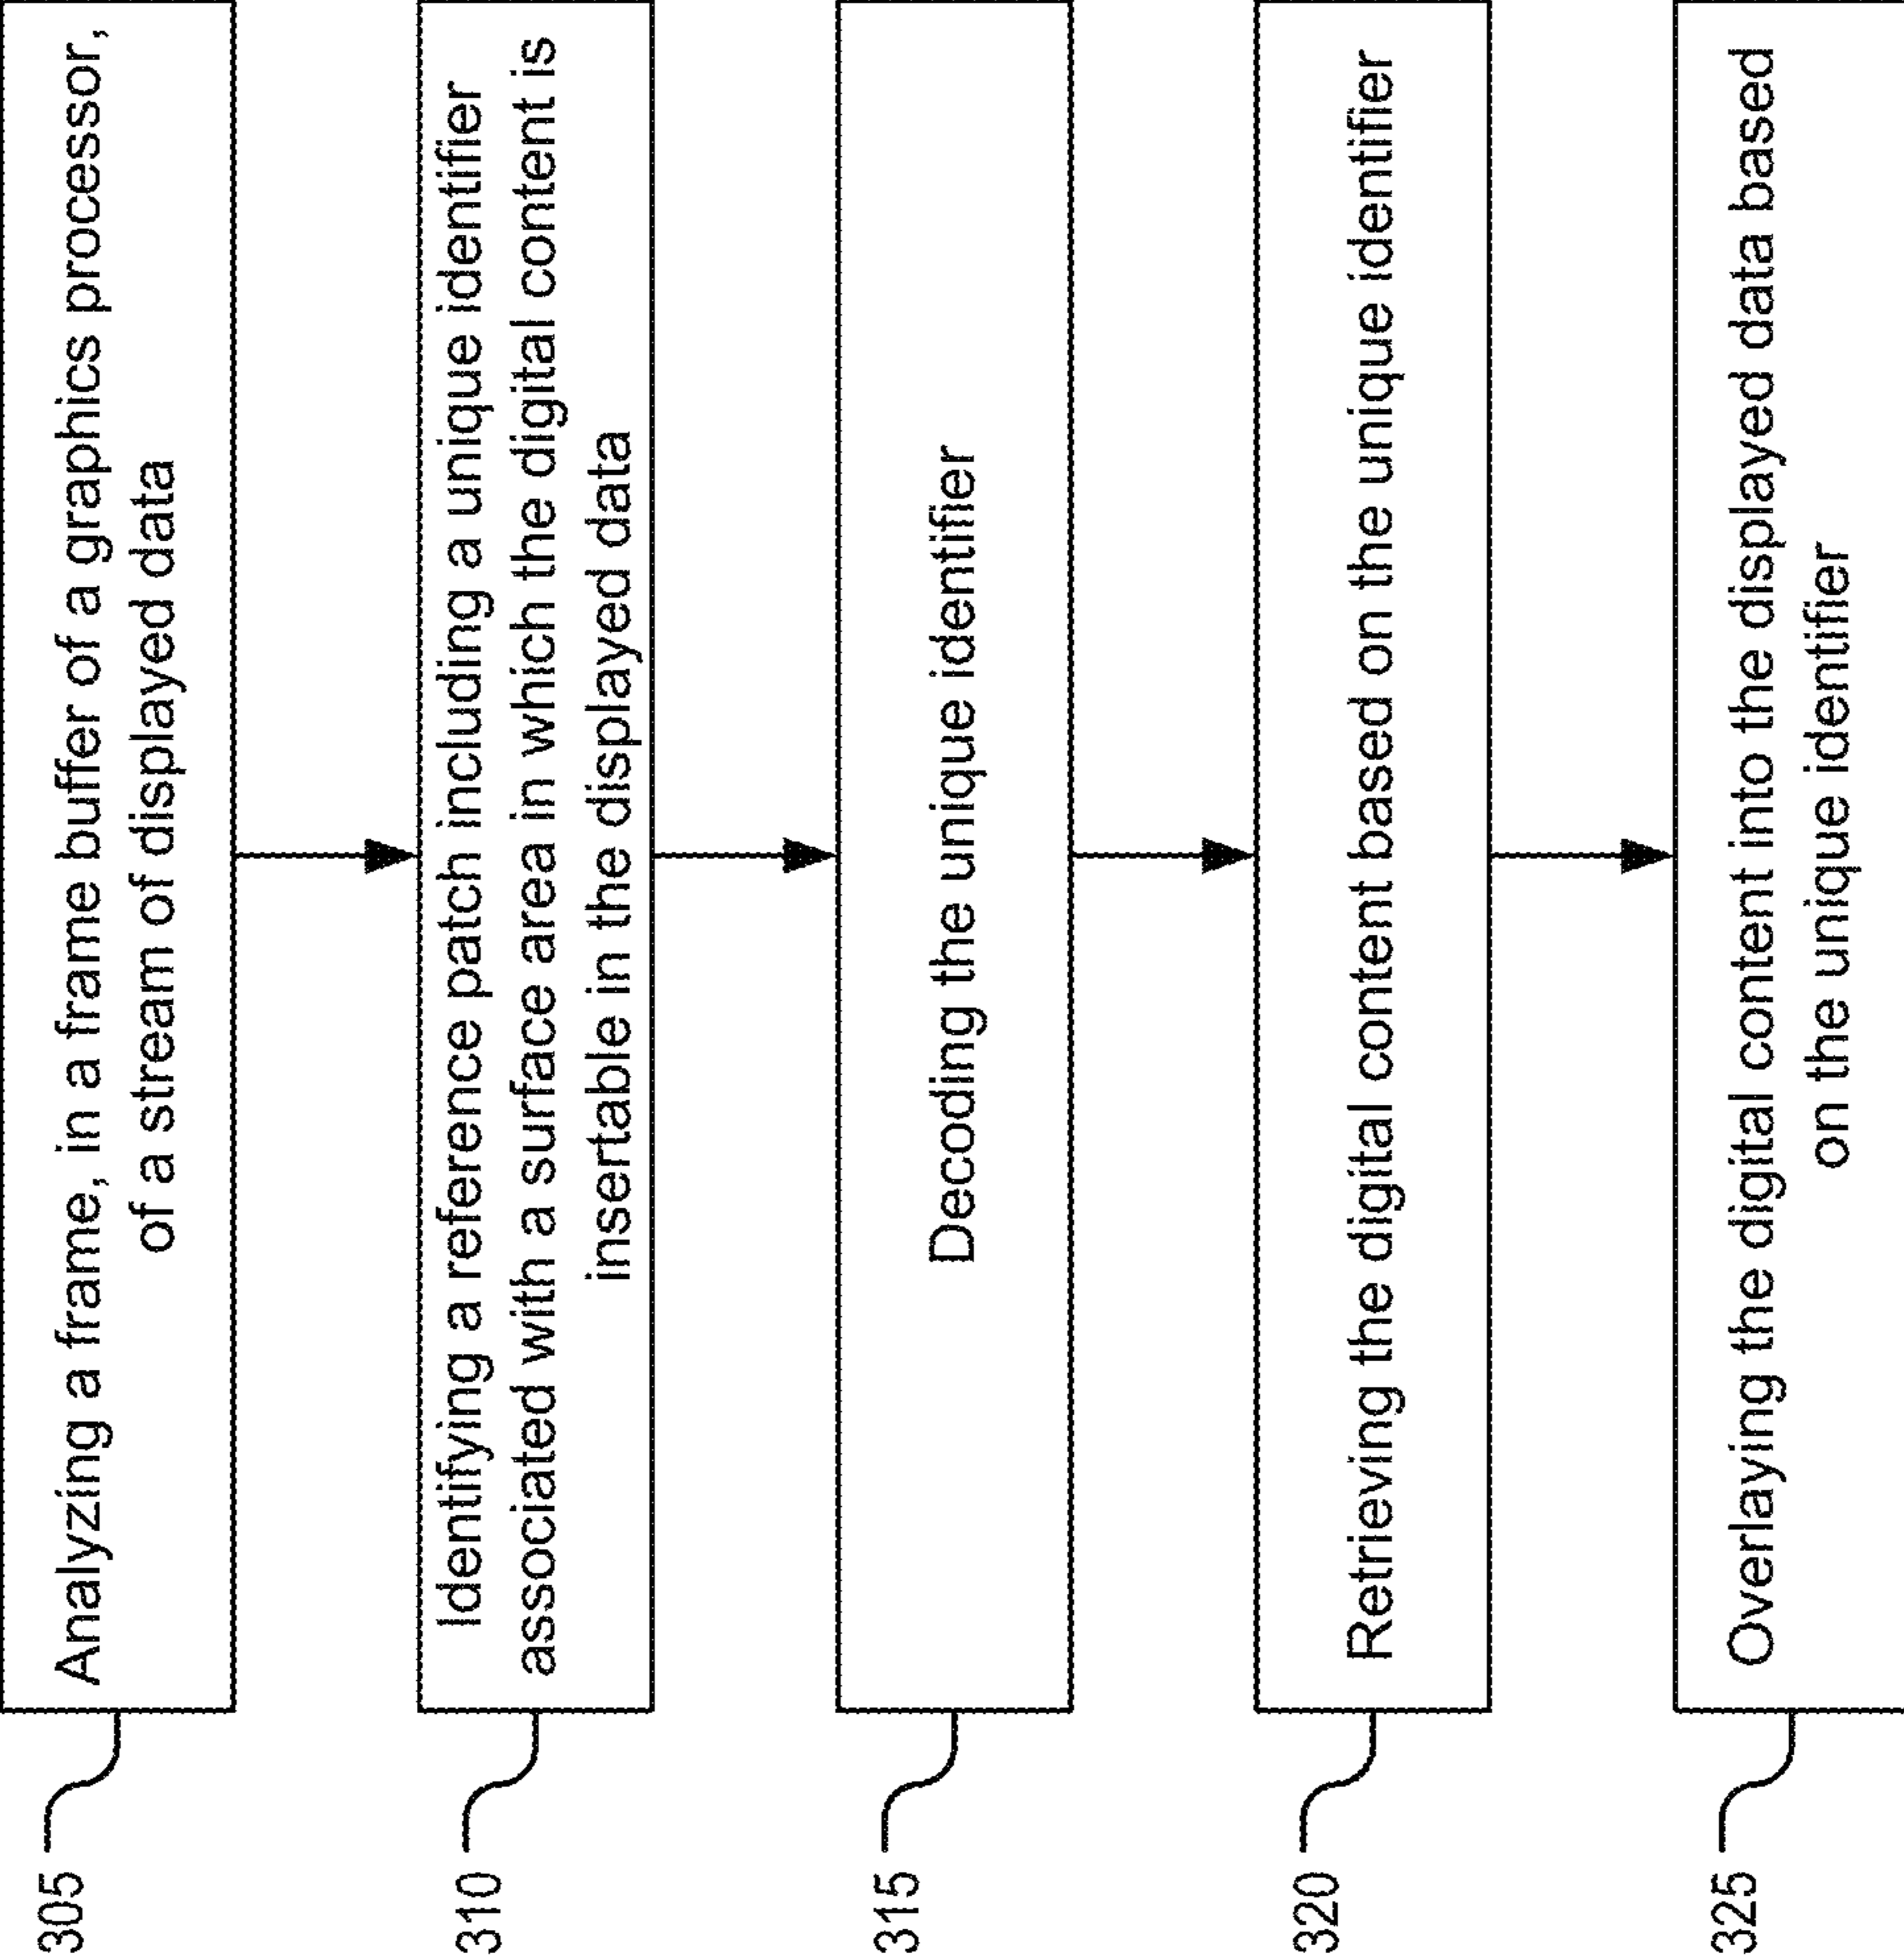 305
Analyzing a frame, in a frame buffer of a graphics processor,
of a stream of displayed data
310
Identifying a reference patch including a unique identifier
associated with a surface area in which the digital content is
insertable in the displayed data
315
Decoding the unique identifier
320
Retrieving the digital content based on the unique identifier
325
Overlaying the digital content into the displayed data based
on the unique identifier